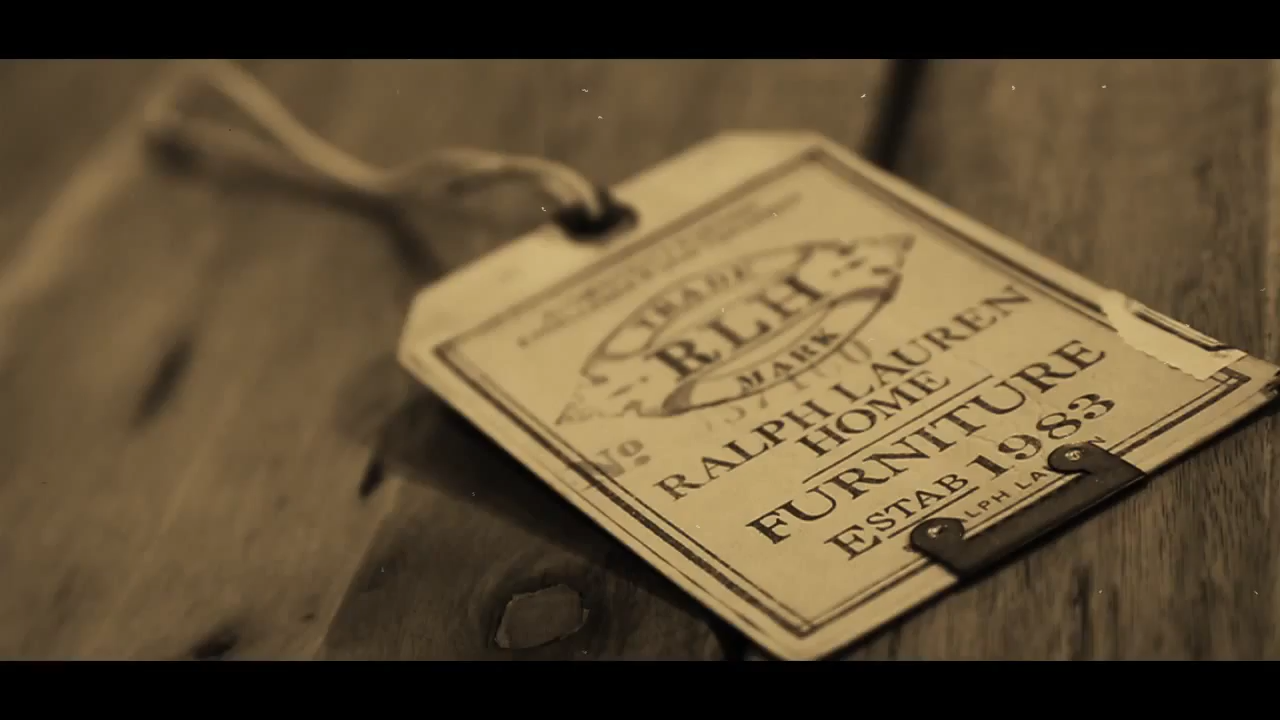 TRADE
RLH
MARK
No
RALPH LAUREN
HOME
FURNITURE
ESTAB 1983